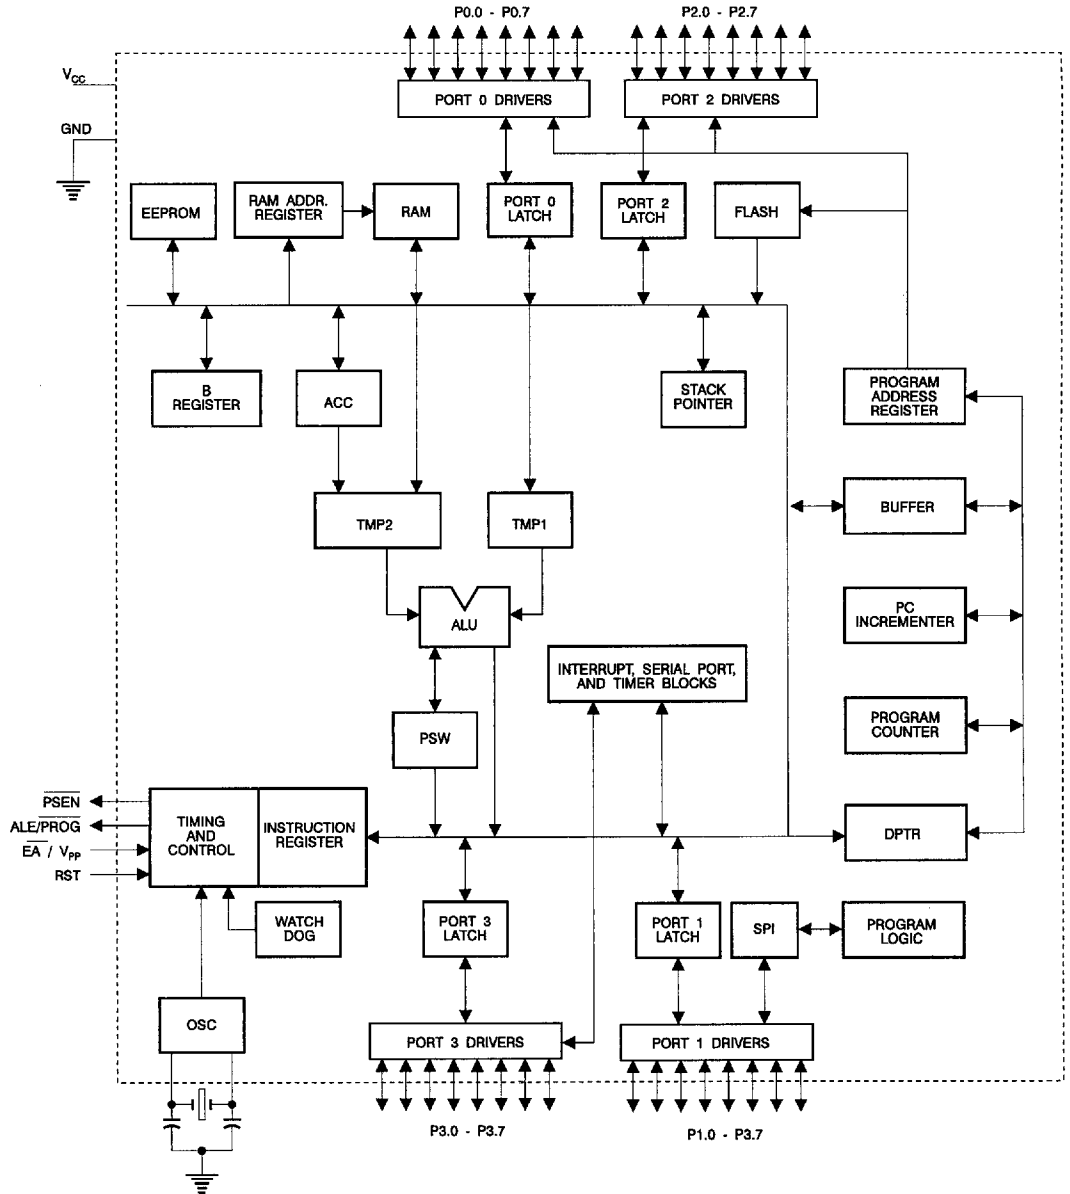 P0.0 - P0.7
P2.0 - P2.7
VCC
GND
PORT 0 DRIVERS
PORT 2 DRIVERS
EEPROM
RAM ADDR.
REGISTER
RAM
PORT 0
LATCH
PORT 2
LATCH
FLASH
B
REGISTER
ACC
STACK
POINTER
PROGRAM
ADDRESS
REGISTER
TMP2
TMP1
BUFFER
ALU
PC
INCREMENTER
INTERRUPT, SERIAL PORT,
AND TIMER BLOCKS
PSW
PROGRAM
COUNTER
PSEN
ALE/PROG
EA / VPP
RST
TIMING
AND
CONTROL
INSTRUCTION
REGISTER
DPTR
WATCH
DOG
PORT 3
LATCH
PORT 1
LATCH
SPI
PROGRAM
LOGIC
OSC
PORT 3 DRIVERS
PORT 1 DRIVERS
P3.0 - P3.7
P1.0 - P3.7